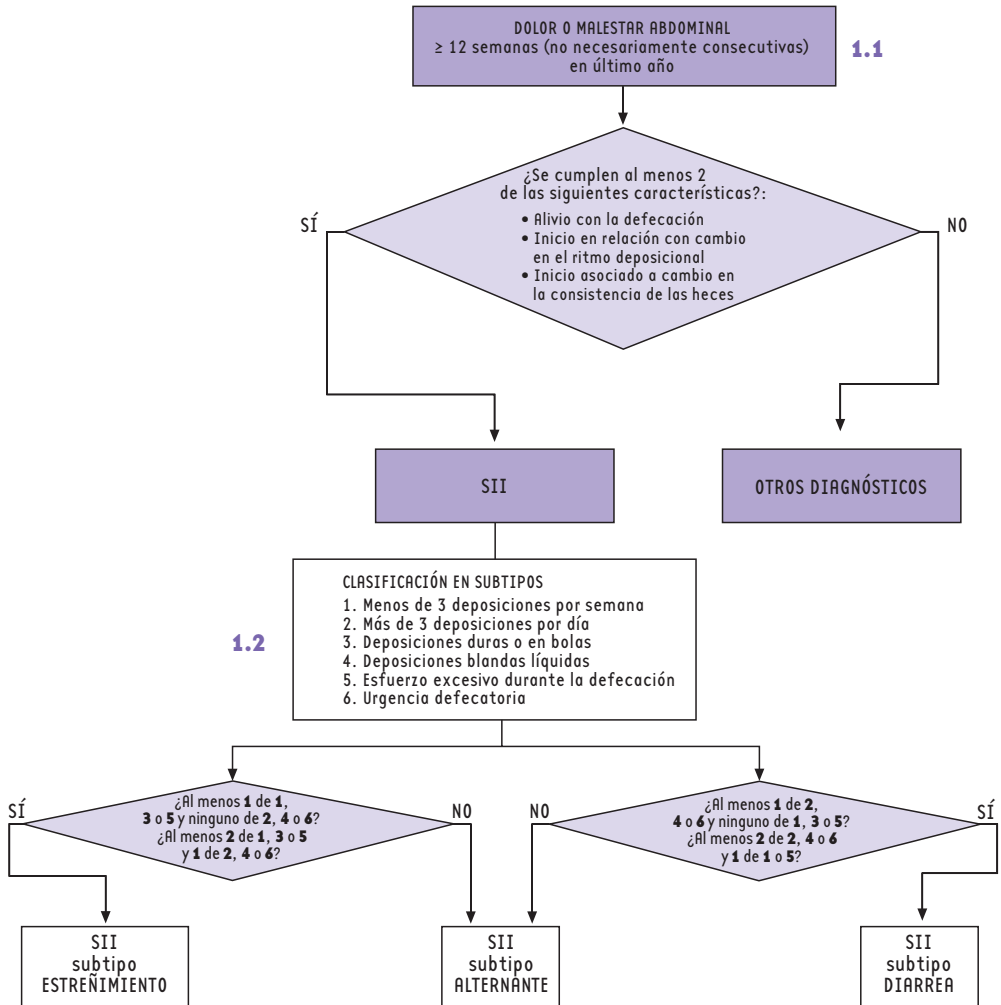 DOLOR O MALESTAR ABDOMINAL
≥ 12 semanas (no necesariamente consecutivas)
en último año
1.1
¿Se cumplen al menos 2
de las siguientes características?:
• Alivio con la defecación
• Inicio en relación con cambio
en el ritmo deposicional
• Inicio asociado a cambio en
la consistencia de las heces
SÍ
NO
SII
OTROS DIAGNÓSTICOS
1.2
CLASIFICACIÓN EN SUBTIPOS
1. Menos de 3 deposiciones por semana
2. Más de 3 deposiciones por día
3. Deposiciones duras o en bolas
4. Deposiciones blandas líquidas
5. Esfuerzo excesivo durante la defecación
6. Urgencia defecatoria
SÍ
¿Al menos 1 de 1,
3 o 5 y ninguno de 2, 4 o 6?
¿Al menos 2 de 1, 3 o 5
y 1 de 2, 4 o 6?
NO
NO
¿Al menos 1 de 2,
4 o 6 y ninguno de 1, 3 o 5?
¿Al menos 2 de 2, 4 o 6
y 1 de 1 o 5?
SÍ
SII
subtipo
ESTREÑIMIENTO
SII
subtipo
ALTERNANTE
SII
subtipo
DIARREA